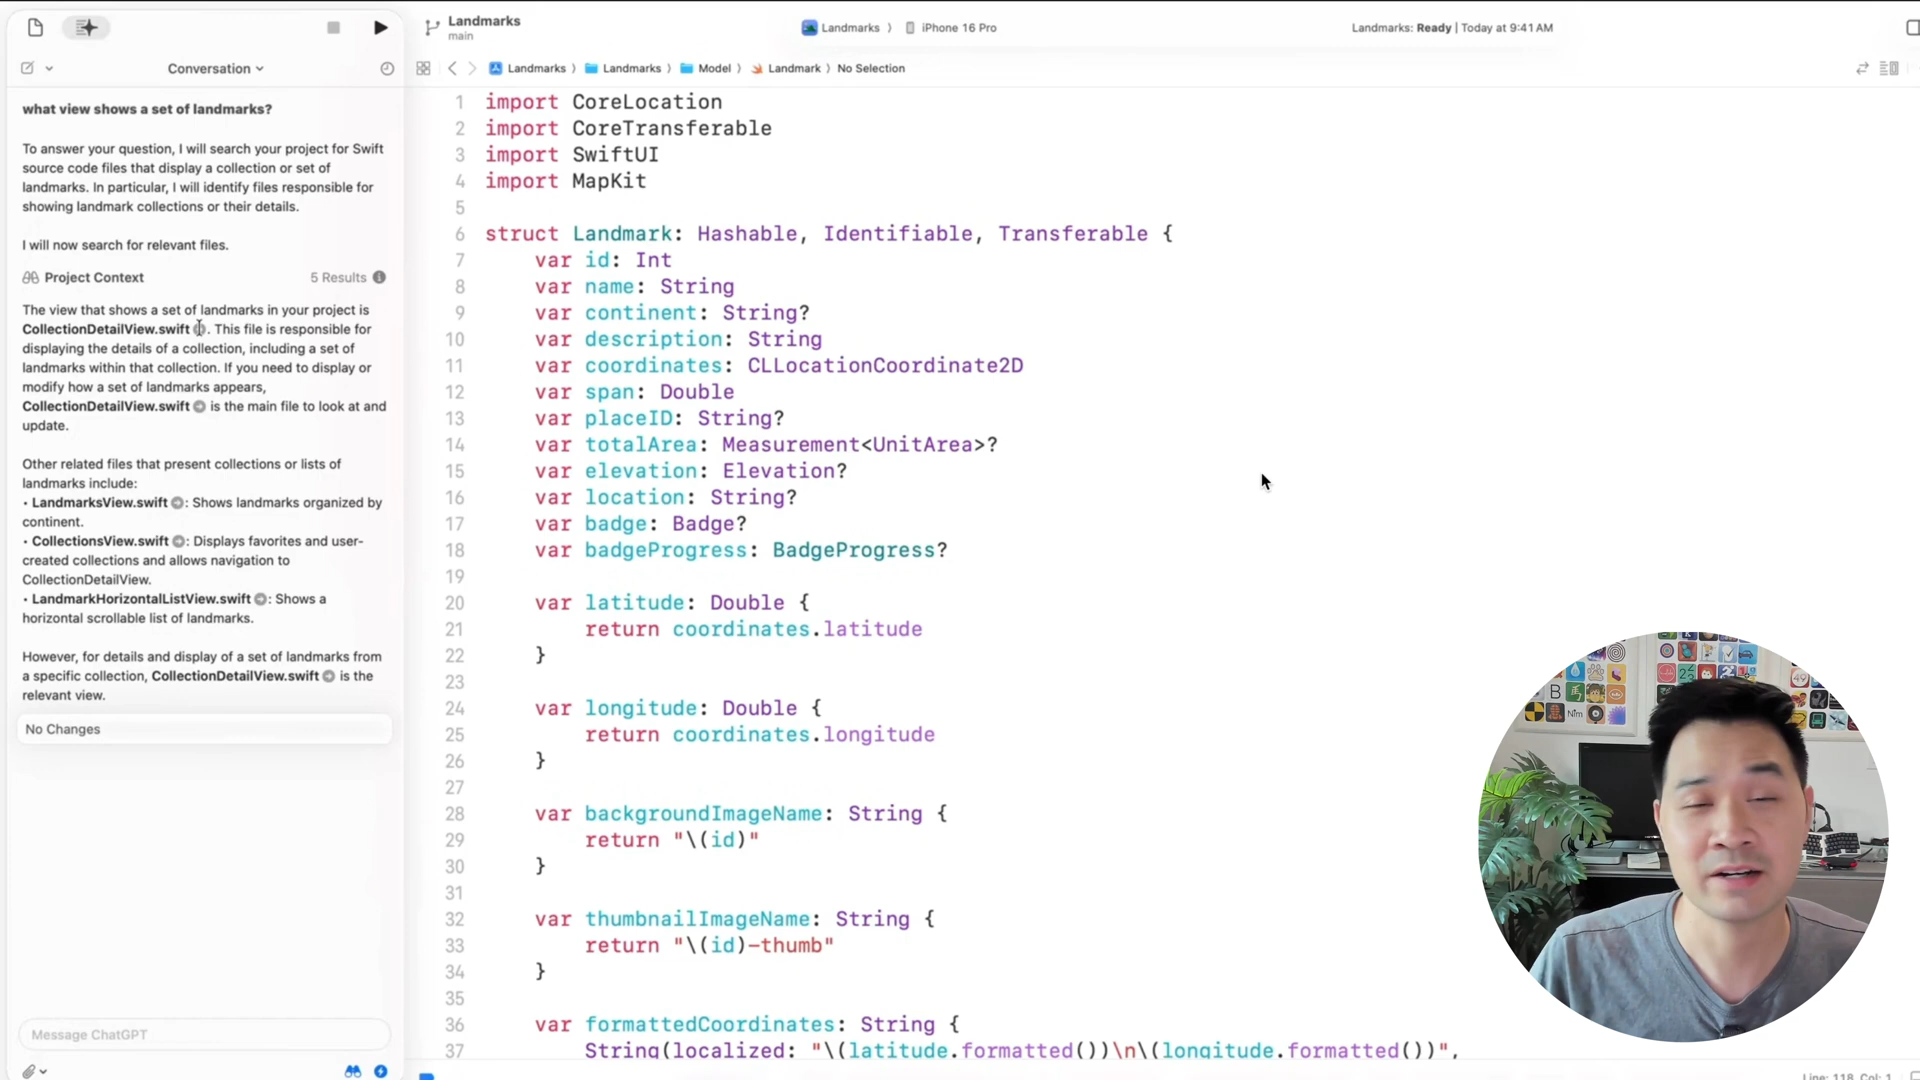 Landmarks
main
Landmarks 〉 iPhone 16 Pro
Landmarks: Ready | Today at 9:41 AM
Conversation
Landmarks 〉 Landmarks 〉 Model 〉 Landmark 〉 No Selection
what view shows a set of landmarks?
To answer your question, I will search your project for Swift
source code files that display a collection or set of
landmarks. In particular, I will identify files responsible for
showing landmark collections or their details.
I will now search for relevant files.
Project Context 5 Results
The view that shows a set of landmarks in your project is
CollectionDetailView.swift . This file is responsible for
displaying the details of a collection, including a set of
landmarks within that collection. If you need to display or
modify how a set of landmarks appears,
CollectionDetailView.swift is the main file to look at and
update.
Other related files that present collections or lists of
landmarks include:
• LandmarksView.swift : Shows landmarks organized by
continent.
• CollectionsView.swift : Displays favorites and user-
created collections and allows navigation to
CollectionDetailView.
• LandmarkHorizontalListView.swift : Shows a
horizontal scrollable list of landmarks.
However, for details and display of a set of landmarks from
a specific collection, CollectionDetailView.swift is the
relevant view.
No Changes
Message ChatGPT
1 import CoreLocation
2 import CoreTransferable
3 import SwiftUI
4 import MapKit
5
6 struct Landmark: Hashable, Identifiable, Transferable {
7 var id: Int
8 var name: String
9 var continent: String?
10 var description: String
11 var coordinates: CLLocationCoordinate2D
12 var span: Double
13 var placeID: String?
14 var totalArea: Measurement<UnitArea>?
15 var elevation: Elevation?
16 var location: String?
17 var badge: Badge?
18 var badgeProgress: BadgeProgress?
19
20 var latitude: Double {
21 return coordinates.latitude
22 }
23
24 var longitude: Double {
25 return coordinates.longitude
26 }
27
28 var backgroundImageName: String {
29 return "\(id)"
30 }
31
32 var thumbnailImageName: String {
33 return "\(id)-thumb"
34 }
35
36 var formattedCoordinates: String {
37 String(localized: "\(latitude.formatted())\n\(longitude.formatted())",
Line: 118 Col: 1